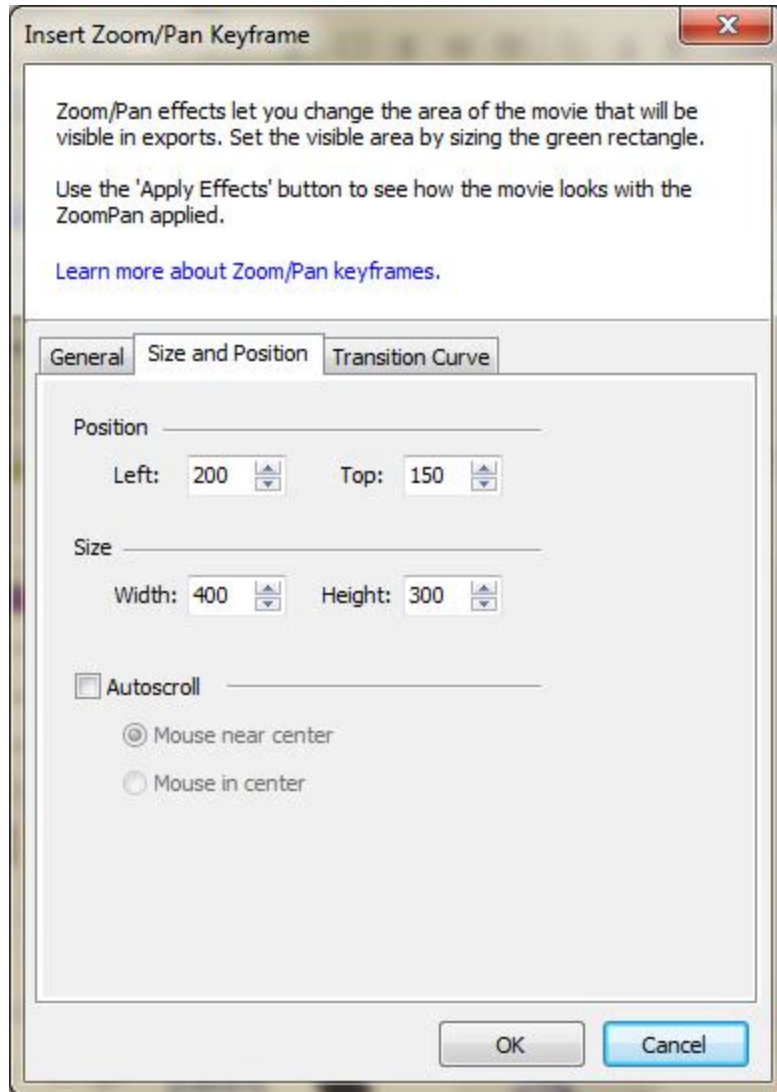 Insert Zoom/Pan Keyframe
Zoom/Pan effects let you change the area of the movie that will be
visible in exports. Set the visible area by sizing the green rectangle.
Use the 'Apply Effects' button to see how the movie looks with the
ZoomPan applied.
Learn more about Zoom/Pan keyframes.
General Size and Position Transition Curve
Position
Left: 200 Top: 150
Size
Width: 400 Height: 300
Autoscroll
Mouse near center
Mouse in center
OK Cancel